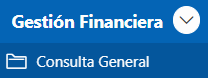 Gestión Financiera
Consulta General